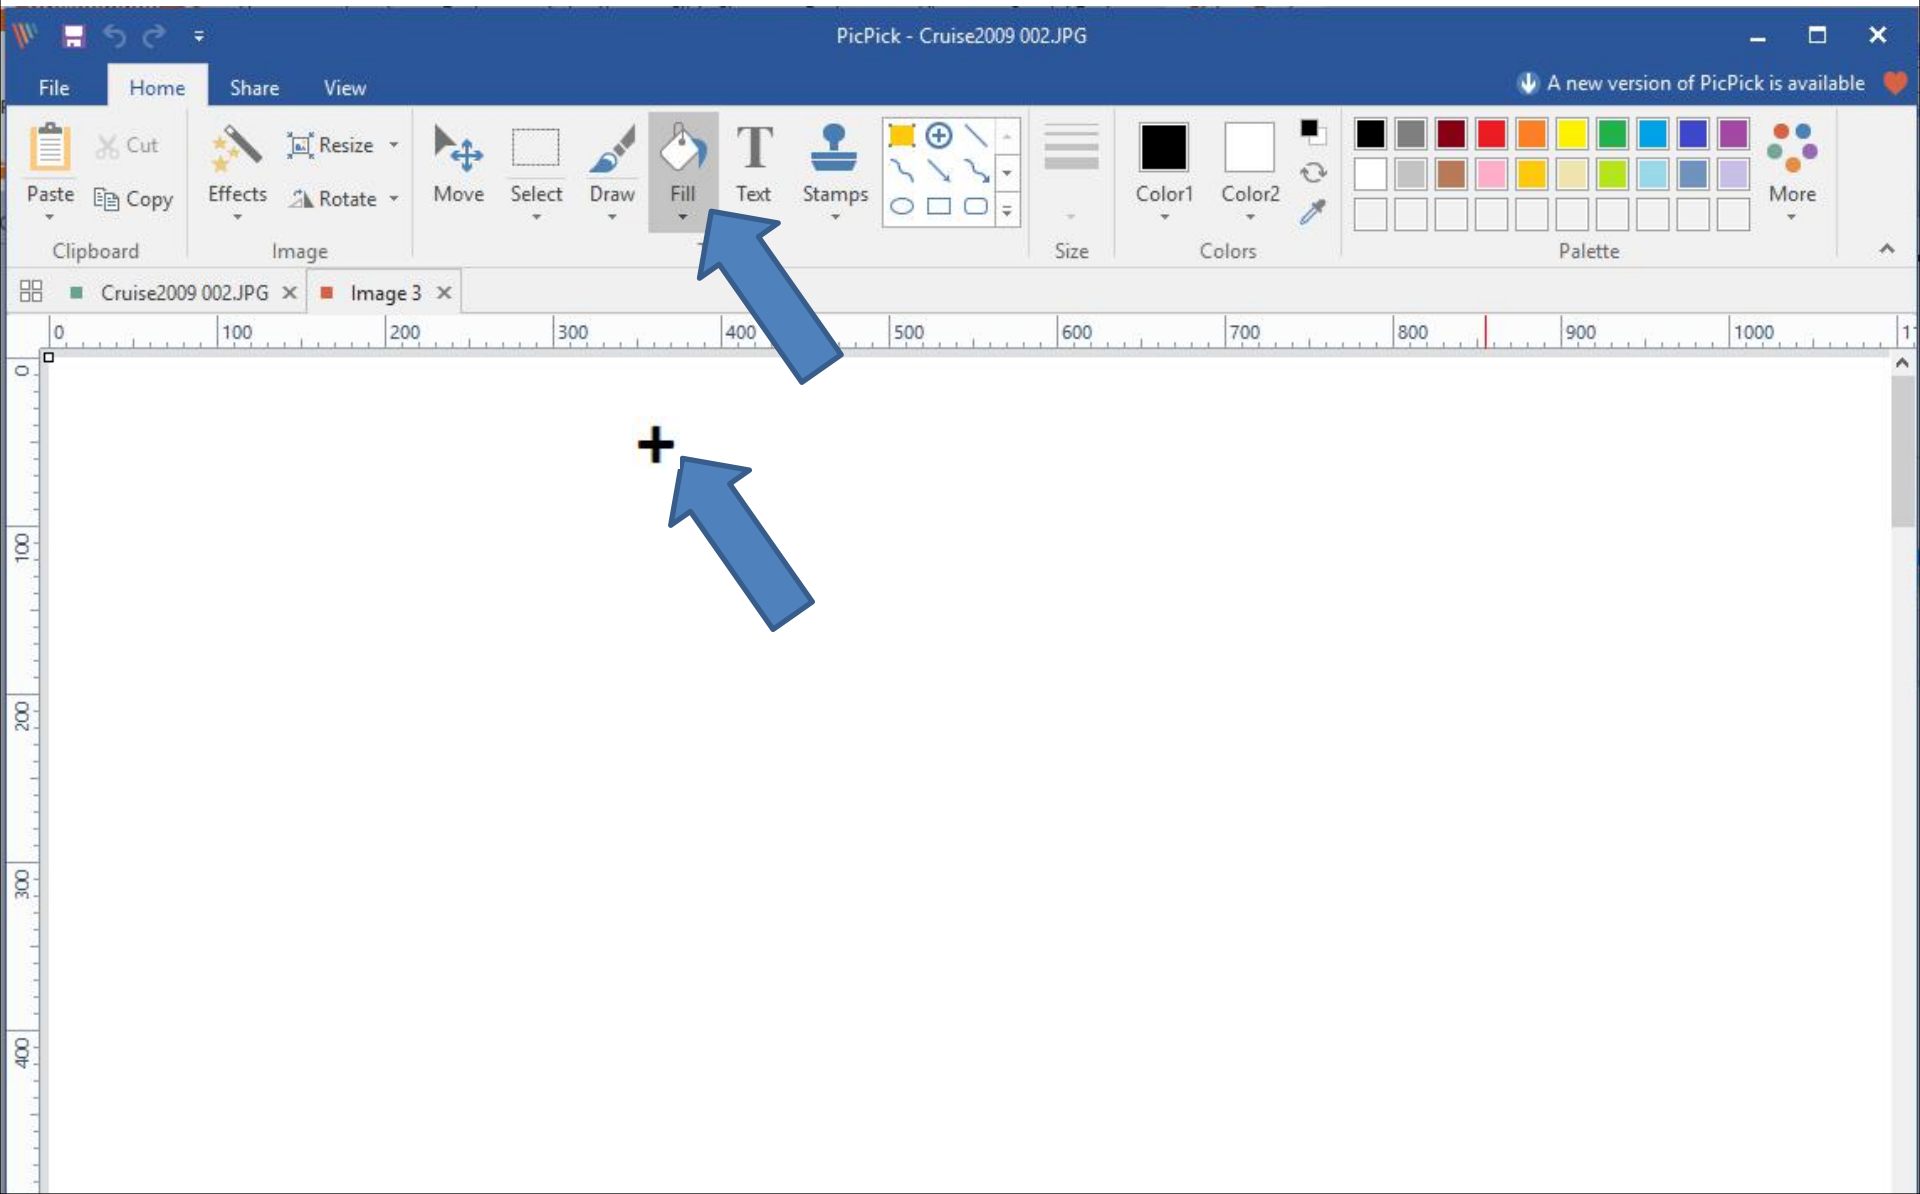 PicPick - Cruise2009 002.JPG
File Home Share View
A new version of PicPick is available
Paste Cut Copy
Effects Resize Rotate
Move Select Draw Fill Text Stamps
Color1 Color2
More
Clipboard Image Size Colors Palette
Cruise2009 002.JPG Image 3
0 100 200 300 400 500 600 700 800 900 1000
0
100
200
300
400